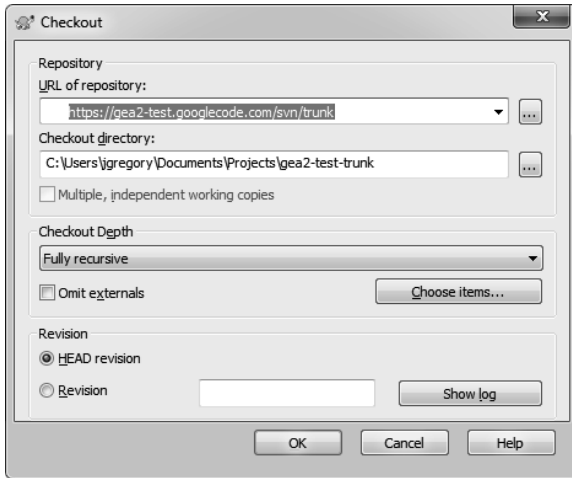 Checkout
x
Repository
URL of repository:
https://gea2-test.googlecode.com/svn/trunk
...
Checkout directory:
C:\Users\jgregory\Documents\Projects\gea2-test-trunk
...
Multiple, independent working copies
Checkout Depth
Fully recursive
Omit externals
Choose items...
Revision
HEAD revision
Revision
Show log
OK Cancel Help